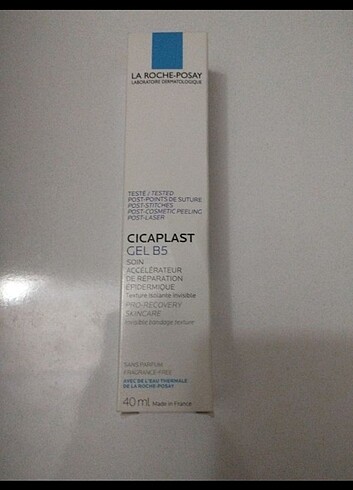 LA ROCHE-POSAY
LABORATOIRE DERMATOLOGIQUE
TESTÉ / TESTED
POST-POINTS DE SUTURE
POST-STITCHES
POST-COSMETIC PEELING
POST-LASER
CICAPLAST
GEL B5
SOIN
ACCÉLÉRATEUR
DE RÉPARATION
ÉPIDERMIQUE
Texture isolante invisible
PRO-RECOVERY
SKINCARE
Invisible bandage texture
SANS PARFUM
FRAGRANCE-FREE
AVEC DE L'EAU THERMALE
DE LA ROCHE-POSAY
40 ml Made in France